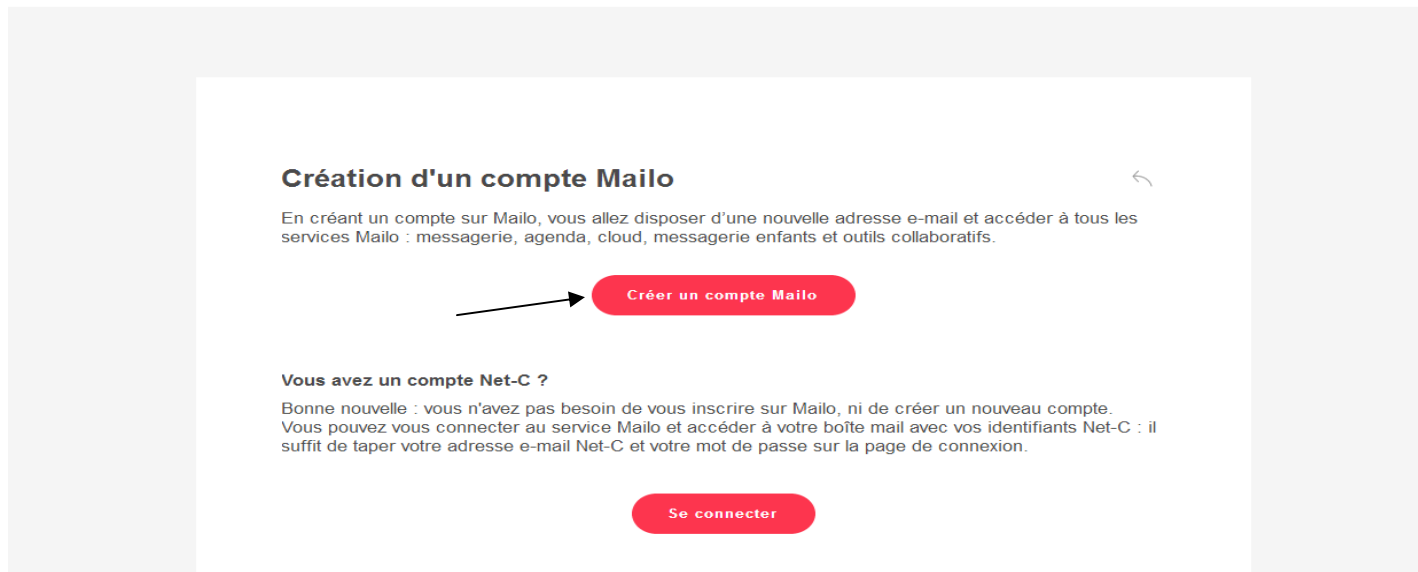 Création d'un compte Mailo
En créant un compte sur Mailo, vous allez disposer d’une nouvelle adresse e-mail et accéder à tous les
services Mailo : messagerie, agenda, cloud, messagerie enfants et outils collaboratifs.
Créer un compte Mailo
Vous avez un compte Net-C ?
Bonne nouvelle : vous n'avez pas besoin de vous inscrire sur Mailo, ni de créer un nouveau compte.
Vous pouvez vous connecter au service Mailo et accéder à votre boîte mail avec vos identifiants Net-C : il
suffit de taper votre adresse e-mail Net-C et votre mot de passe sur la page de connexion.
Se connecter